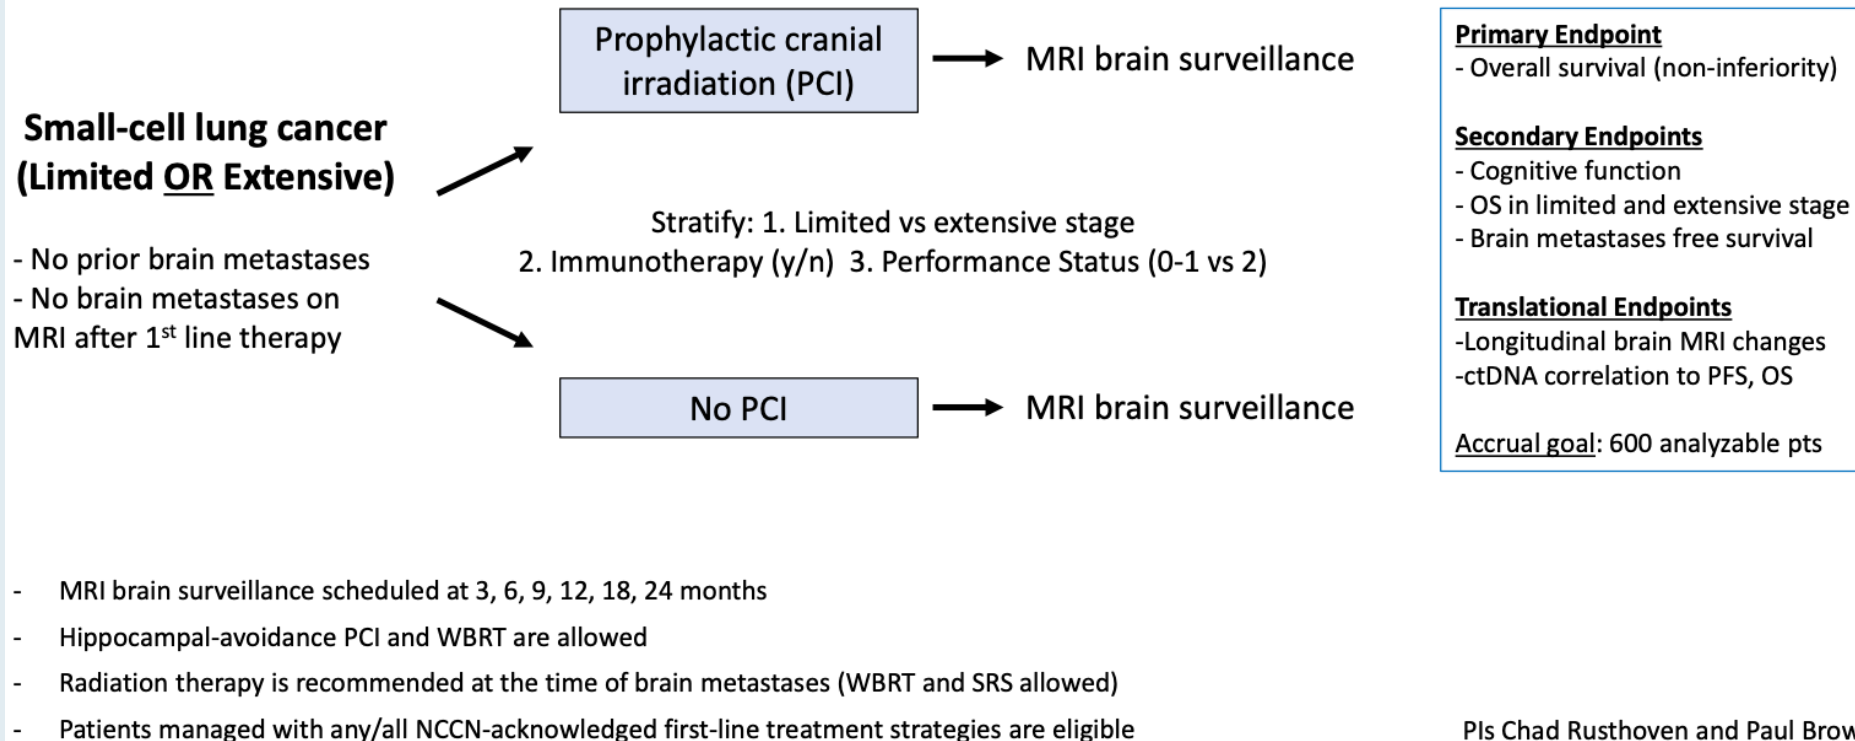 Prophylactic cranial
irradiation (PCI)
MRI brain surveillance
Small-cell lung cancer
(Limited OR Extensive)
- No prior brain metastases
- No brain metastases on
MRI after 1st line therapy
Stratify: 1. Limited vs extensive stage
2. Immunotherapy (y/n) 3. Performance Status (0-1 vs 2)
No PCI
MRI brain surveillance
Primary Endpoint
- Overall survival (non-inferiority)
Secondary Endpoints
- Cognitive function
- OS in limited and extensive stage
- Brain metastases free survival
Translational Endpoints
-Longitudinal brain MRI changes
-ctDNA correlation to PFS, OS
Accrual goal: 600 analyzable pts
- MRI brain surveillance scheduled at 3, 6, 9, 12, 18, 24 months
- Hippocampal-avoidance PCI and WBRT are allowed
- Radiation therapy is recommended at the time of brain metastases (WBRT and SRS allowed)
- Patients managed with any/all NCCN-acknowledged first-line treatment strategies are eligible
PIs Chad Rusthoven and Paul Brow